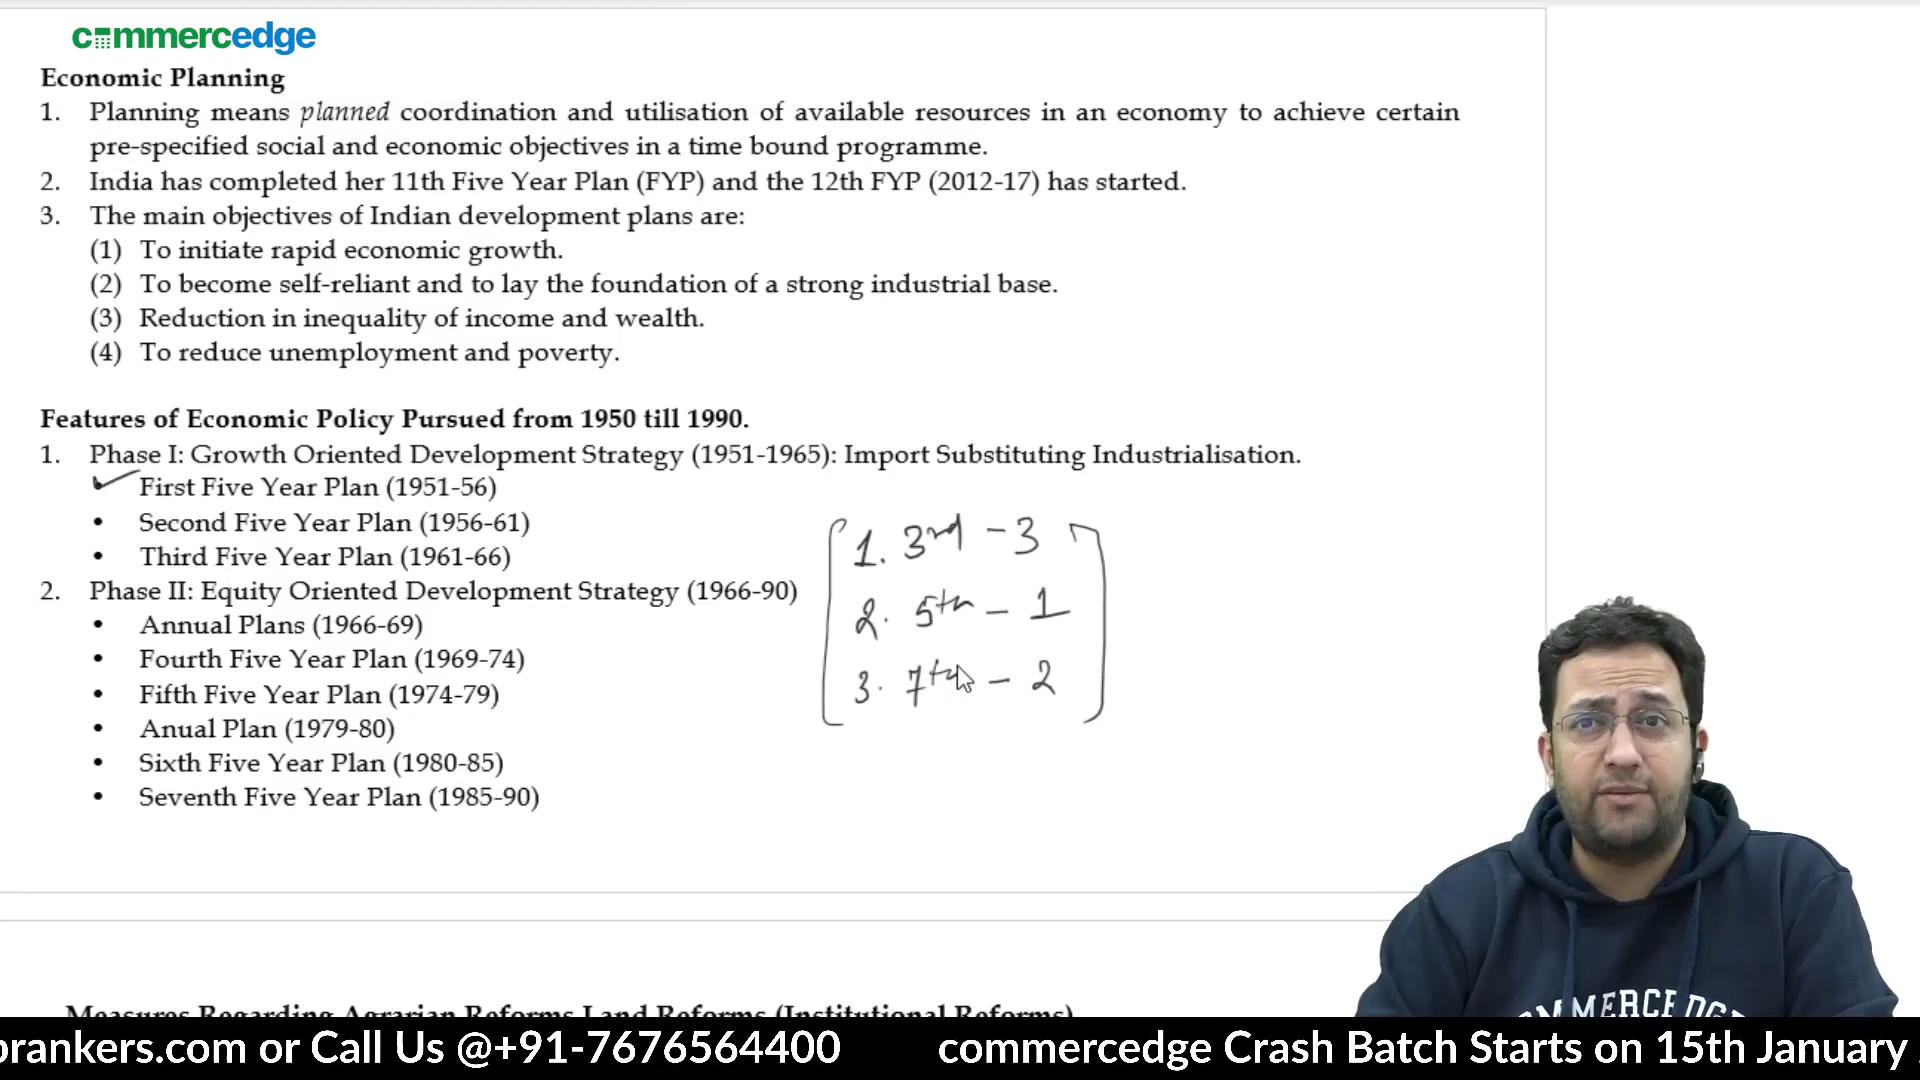 commercedge
Economic Planning
1. Planning means planned coordination and utilisation of available resources in an economy to achieve certain
pre-specified social and economic objectives in a time bound programme.
2. India has completed her 11th Five Year Plan (FYP) and the 12th FYP (2012-17) has started.
3. The main objectives of Indian development plans are:
(1) To initiate rapid economic growth.
(2) To become self-reliant and to lay the foundation of a strong industrial base.
(3) Reduction in inequality of income and wealth.
(4) To reduce unemployment and poverty.
Features of Economic Policy Pursued from 1950 till 1990.
1. Phase I: Growth Oriented Development Strategy (1951-1965): Import Substituting Industrialisation.
First Five Year Plan (1951-56)
• Second Five Year Plan (1956-61)
• Third Five Year Plan (1961-66)
2. Phase II: Equity Oriented Development Strategy (1966-90)
• Annual Plans (1966-69)
• Fourth Five Year Plan (1969-74)
• Fifth Five Year Plan (1974-79)
• Anual Plan (1979-80)
• Sixth Five Year Plan (1980-85)
• Seventh Five Year Plan (1985-90)
1. 3rd - 3
2. 5th - 1
3. 7th - 2
Measures Regarding Agrarian Reforms Land Reforms (Institutional Reforms)
prankers.com or Call Us @+91-7676564400 commercedge Crash Batch Starts on 15th January